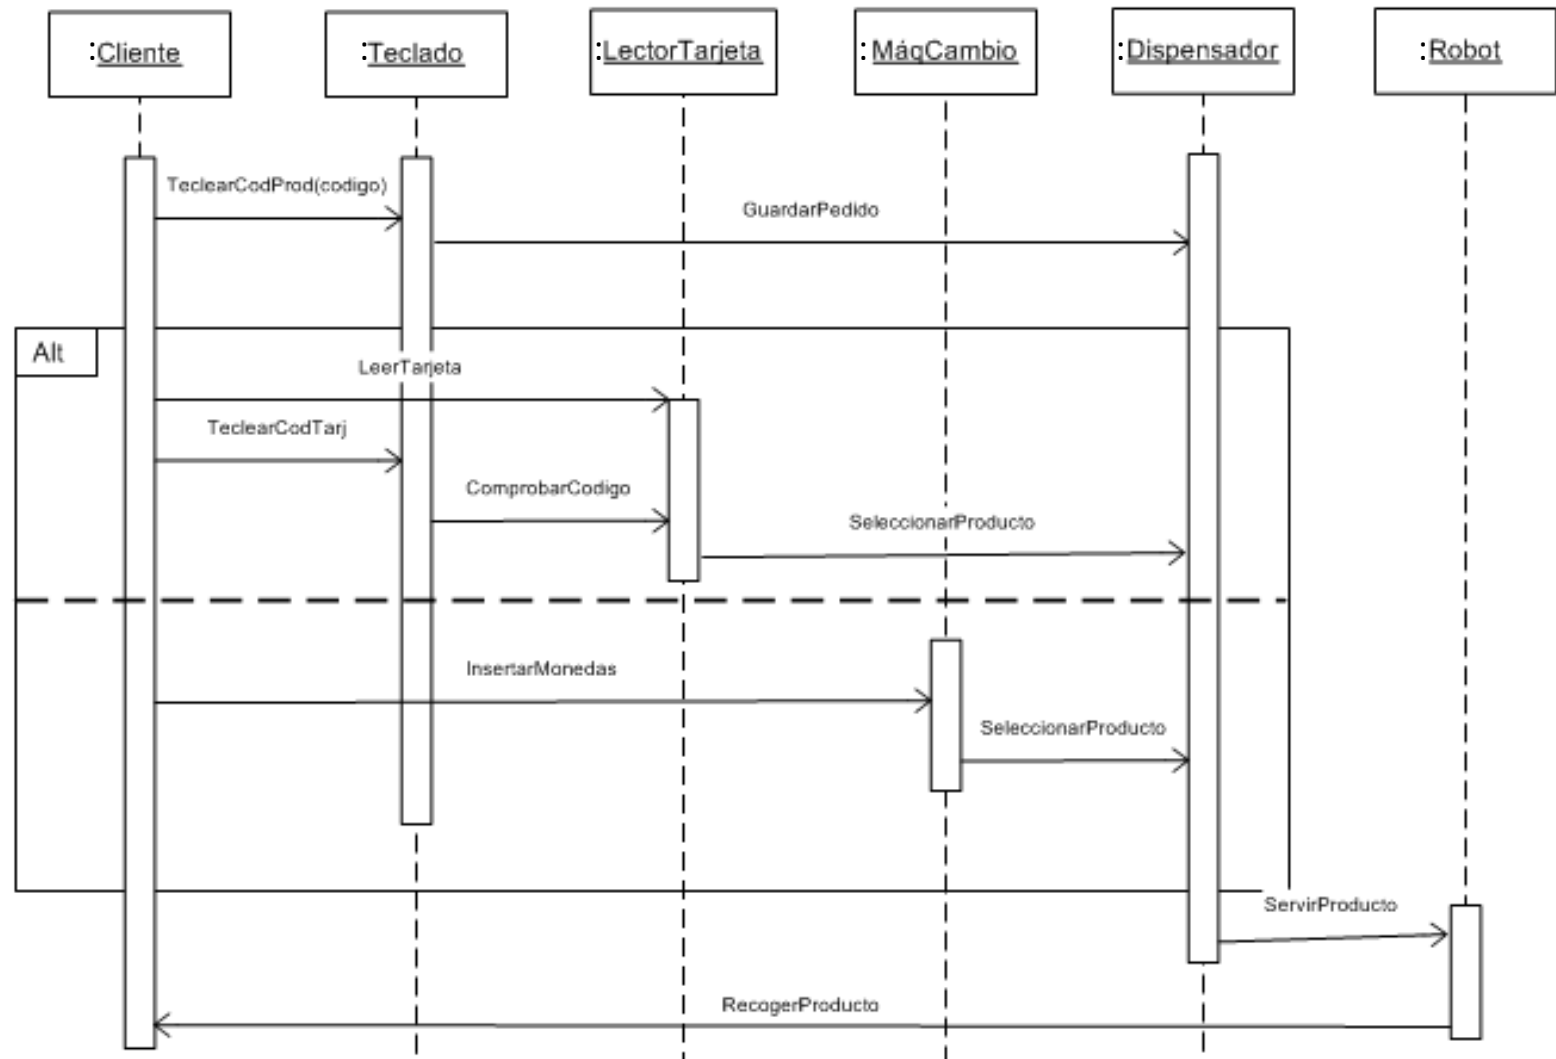 :Cliente
:Teclado
:LectorTarjeta
:MáqCambio
:Dispensador
:Robot
TeclearCodProd(codigo)
GuardarPedido
Alt
LeerTarjeta
TeclearCodTarj
ComprobarCodigo
SeleccionarProducto
InsertarMonedas
SeleccionarProducto
ServirProducto
RecogerProducto